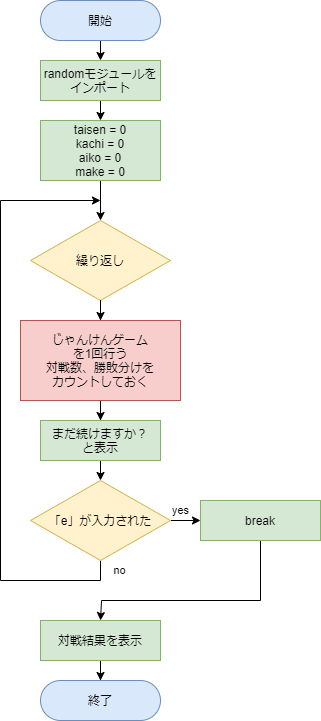 開始
randomモジュールを
インポート
taisen = 0
kachi = 0
aiko = 0
make = 0
繰り返し
じゃんけんゲーム
を1回行う
対戦数、勝敗分けを
カウントしておく
まだ続けますか？
と表示
「e」が入力された
yes
break
no
対戦結果を表示
終了